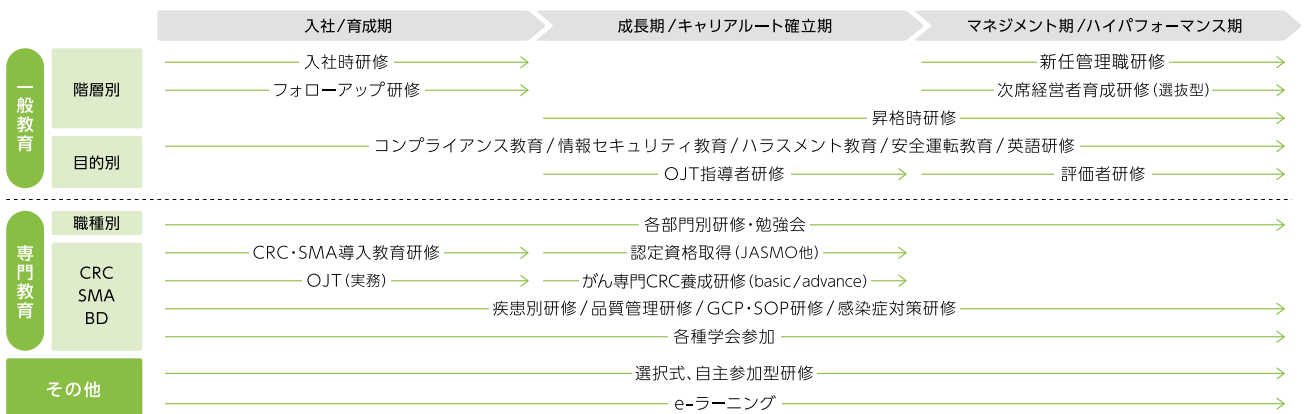 入社/育成期
成長期/キャリアルート確立期
マネジメント期/ハイパフォーマンス期
一般教育
階層別
入社時研修
新任管理職研修
フォローアップ研修
次席経営者育成研修(選抜型)
昇格時研修
目的別
コンプライアンス教育/情報セキュリティ教育/ハラスメント教育/安全運転教育/英語研修
OJT指導者研修
評価者研修
専門教育
職種別
各部門別研修・勉強会
CRC
SMA
BD
CRC・SMA導入教育研修
認定資格取得(JASMO他)
OJT(実務)
がん専門CRC養成研修(basic/advance)
疾患別研修/品質管理研修/GCP・SOP研修/感染症対策研修
各種学会参加
その他
選択式、自主参加型研修
e-ラーニング